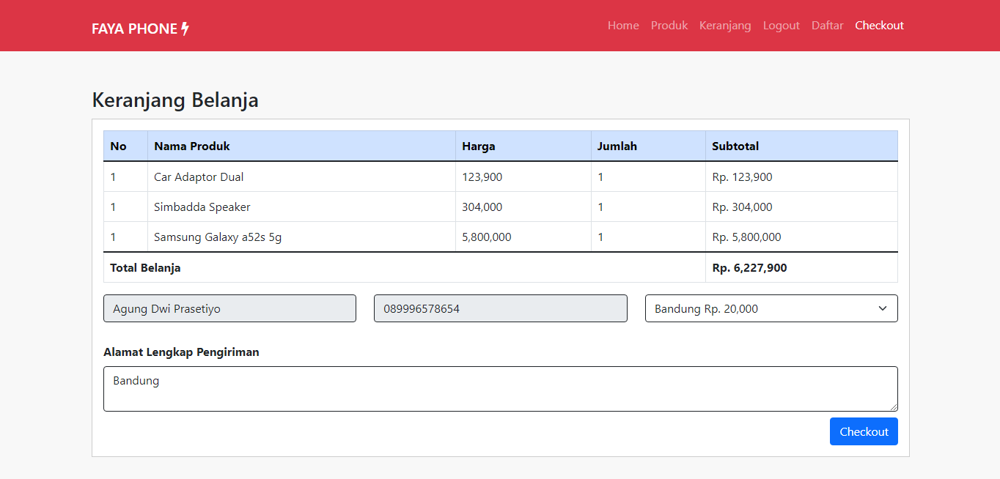 FAYA PHONE
Home Produk Keranjang Logout Daftar Checkout
Keranjang Belanja
No Nama Produk Harga Jumlah Subtotal
1 Car Adaptor Dual 123,900 1 Rp. 123,900
1 Simbadda Speaker 304,000 1 Rp. 304,000
1 Samsung Galaxy a52s 5g 5,800,000 1 Rp. 5,800,000
Total Belanja Rp. 6,227,900
Agung Dwi Prasetiyo 089996578654 Bandung Rp. 20,000
Alamat Lengkap Pengiriman
Bandung
Checkout